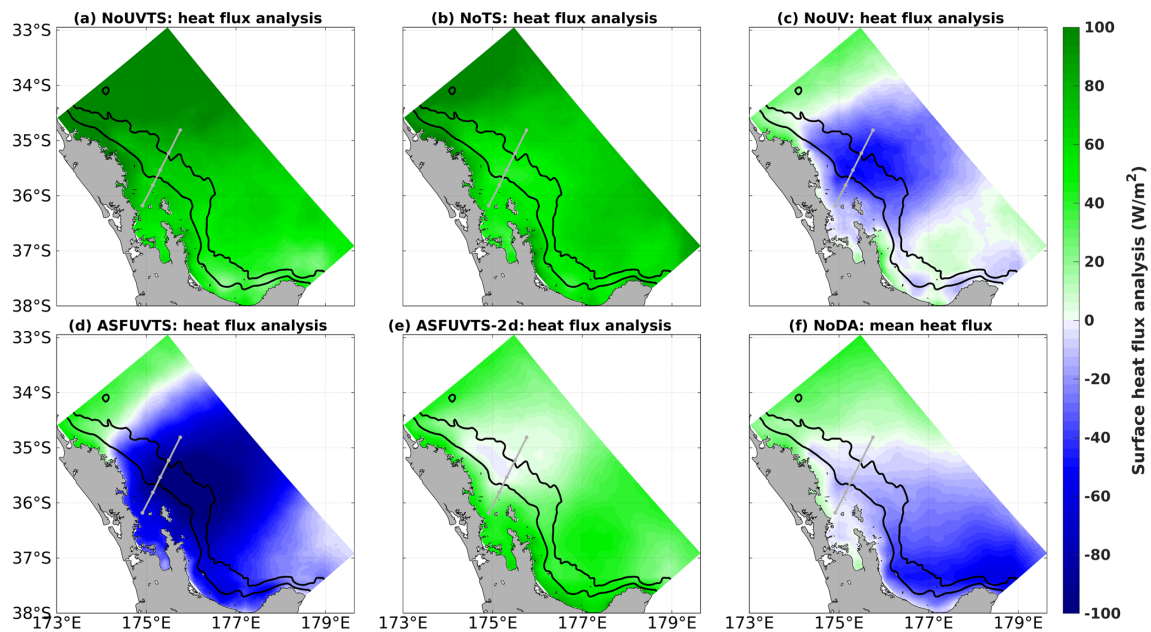 (a) NoUVTS: heat flux analysis
(b) NoTS: heat flux analysis
(c) NoUV: heat flux analysis
33°S
34°S
35°S
36°S
37°S
38°S
(d) ASFUVTS: heat flux analysis
(e) ASFUVTS-2d: heat flux analysis
(f) NoDA: mean heat flux
33°S
34°S
35°S
36°S
37°S
38°S
173°E 175°E 177°E 179°E
173°E 175°E 177°E 179°E
173°E 175°E 177°E 179°E
100
80
60
40
20
0
-20
-40
-60
-80
-100
Surface heat flux analysis (W/m²)